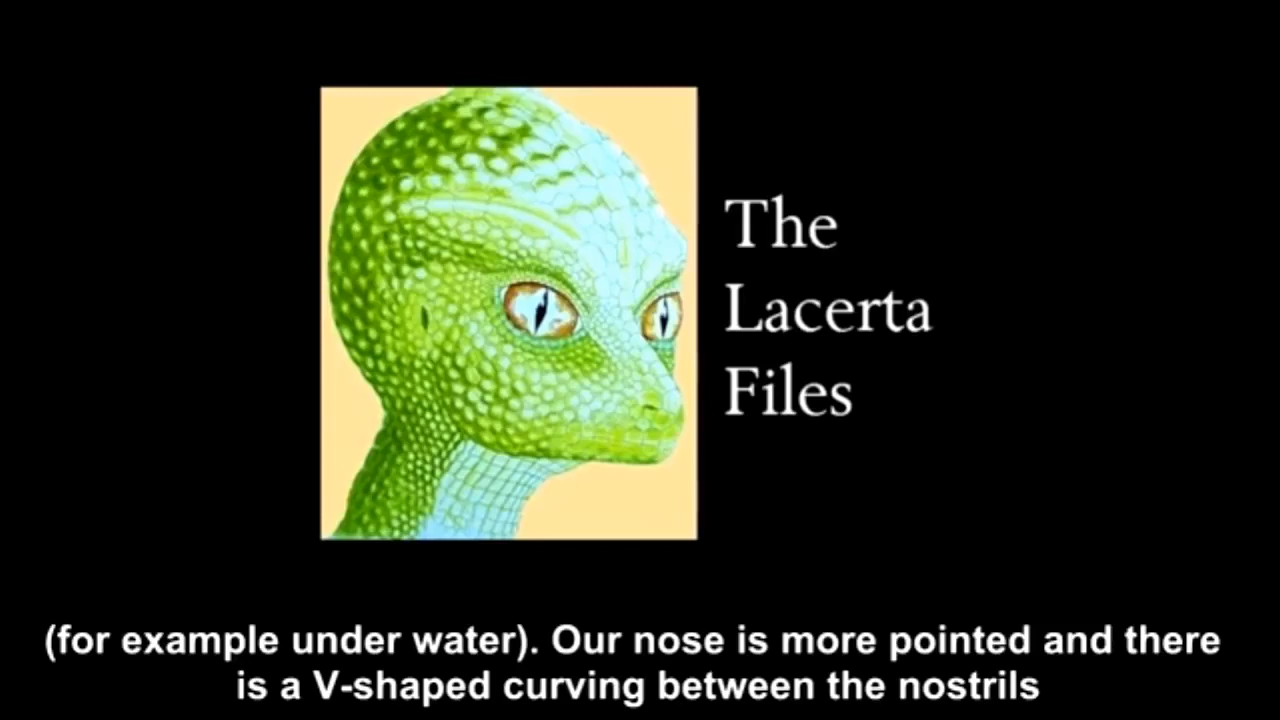 The
Lacerta
Files
(for example under water). Our nose is more pointed and there
is a V-shaped curving between the nostrils